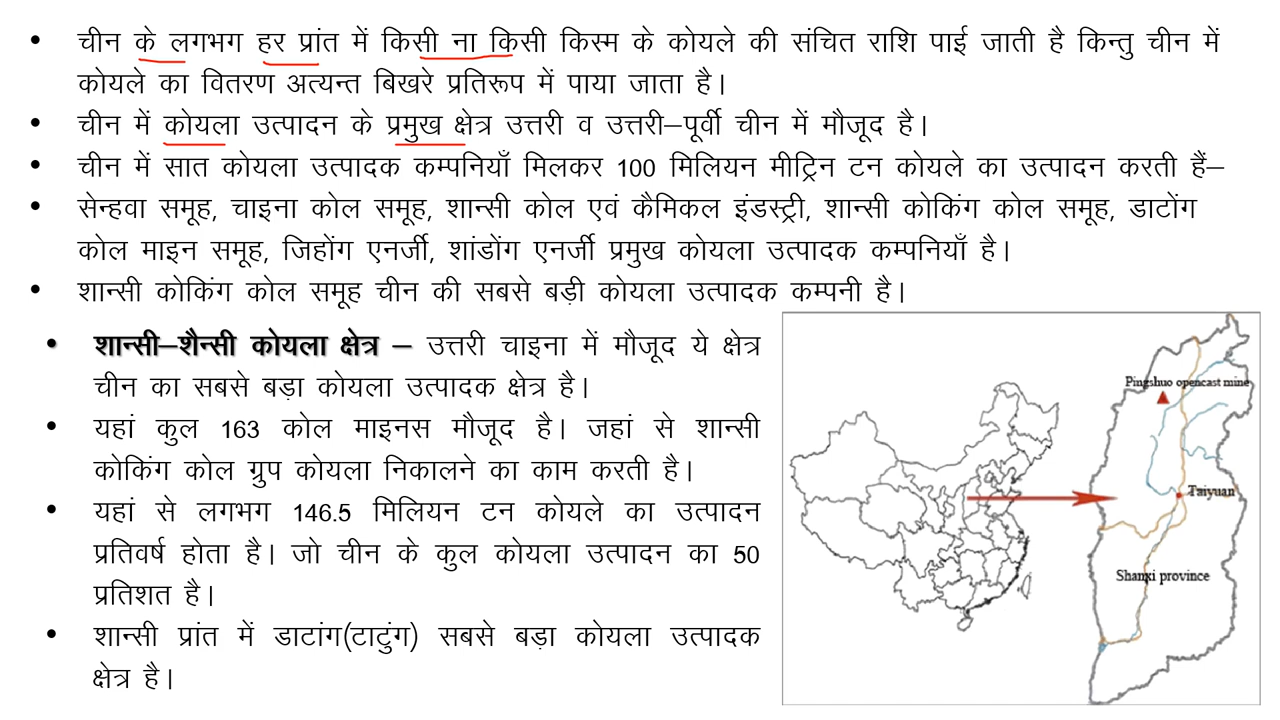 • चीन के लगभग हर प्रांत में किसी ना किसी किस्म के कोयले की संचित राशि पाई जाती है किन्तु चीन में
कोयले का वितरण अत्यन्त बिखरे प्रतिरूप में पाया जाता है।
• चीन में कोयला उत्पादन के प्रमुख क्षेत्र उत्तरी व उत्तरी–पूर्वी चीन में मौजूद है।
• चीन में सात कोयला उत्पादक कम्पनियाँ मिलकर 100 मिलियन मीट्रिन टन कोयले का उत्पादन करती हैं–
• सेन्हवा समूह, चाइना कोल समूह, शान्सी कोल एवं कैमिकल इंडस्ट्री, शान्सी कोकिंग कोल समूह, डाटोंग
कोल माइन समूह, जिहोंग एनर्जी, शांडोंग एनर्जी प्रमुख कोयला उत्पादक कम्पनियाँ है।
• शान्सी कोकिंग कोल समूह चीन की सबसे बड़ी कोयला उत्पादक कम्पनी है।
• शान्सी–शैन्सी कोयला क्षेत्र – उत्तरी चाइना में मौजूद ये क्षेत्र
चीन का सबसे बड़ा कोयला उत्पादक क्षेत्र है।
• यहां कुल 163 कोल माइनस मौजूद है। जहां से शान्सी
कोकिंग कोल ग्रुप कोयला निकालने का काम करती है।
• यहां से लगभग 146.5 मिलियन टन कोयले का उत्पादन
प्रतिवर्ष होता है। जो चीन के कुल कोयला उत्पादन का 50
प्रतिशत है।
• शान्सी प्रांत में डाटांग(टाटुंग) सबसे बड़ा कोयला उत्पादक
क्षेत्र है।
Pingshuo opencast mine
Taiyuan
Shanxi province